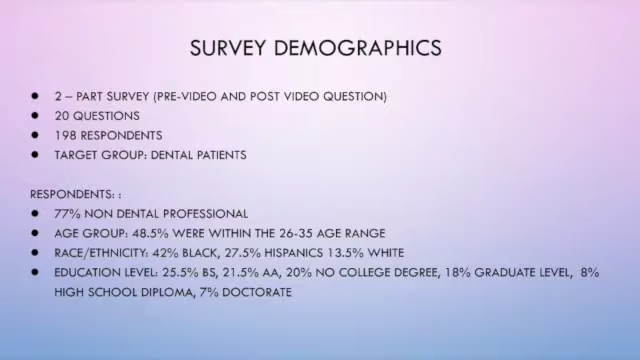 SURVEY DEMOGRAPHICS
● 2 – PART SURVEY (PRE-VIDEO AND POST VIDEO QUESTION)
● 20 QUESTIONS
● 198 RESPONDENTS
● TARGET GROUP: DENTAL PATIENTS
RESPONDENTS: :
● 77% NON DENTAL PROFESSIONAL
● AGE GROUP: 48.5% WERE WITHIN THE 26-35 AGE RANGE
● RACE/ETHNICITY: 42% BLACK, 27.5% HISPANICS 13.5% WHITE
● EDUCATION LEVEL: 25.5% BS, 21.5% AA, 20% NO COLLEGE DEGREE, 18% GRADUATE LEVEL, 8%
HIGH SCHOOL DIPLOMA, 7% DOCTORATE